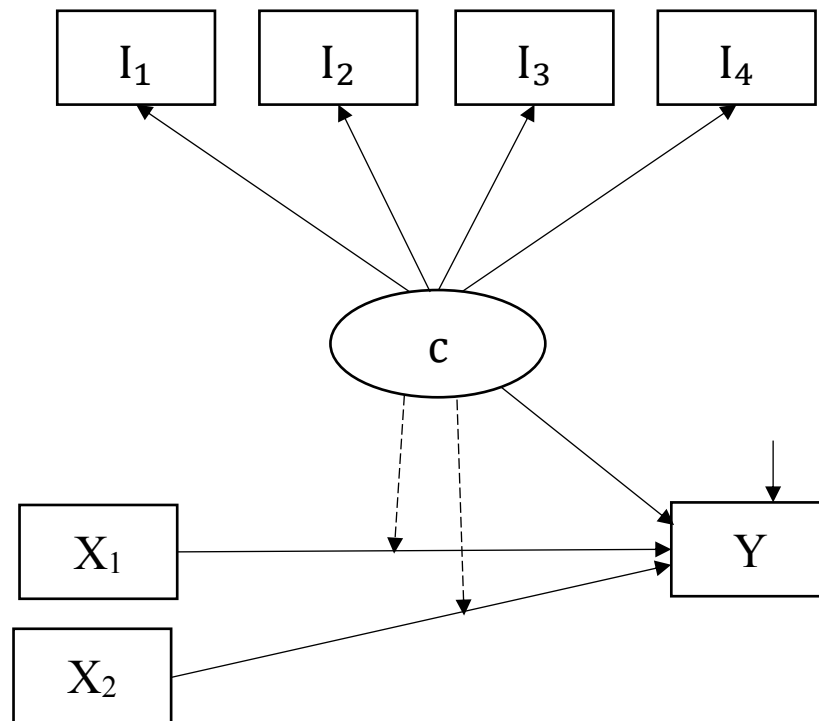 I₁ I₂ I₃ I₄
c
X₁
Y
X₂